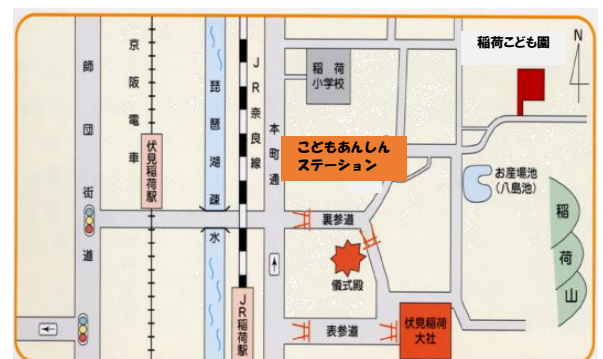 稲荷こども園
N
稲荷
小学校
京阪電車
師団街道
琵琶湖疏水
JR奈良線
本町通
こどもあんしん
ステーション
伏見稲荷駅
お産場池
(八島池)
稲荷山
裏参道
儀式殿
JR稲荷駅
表参道
伏見稲荷
大社